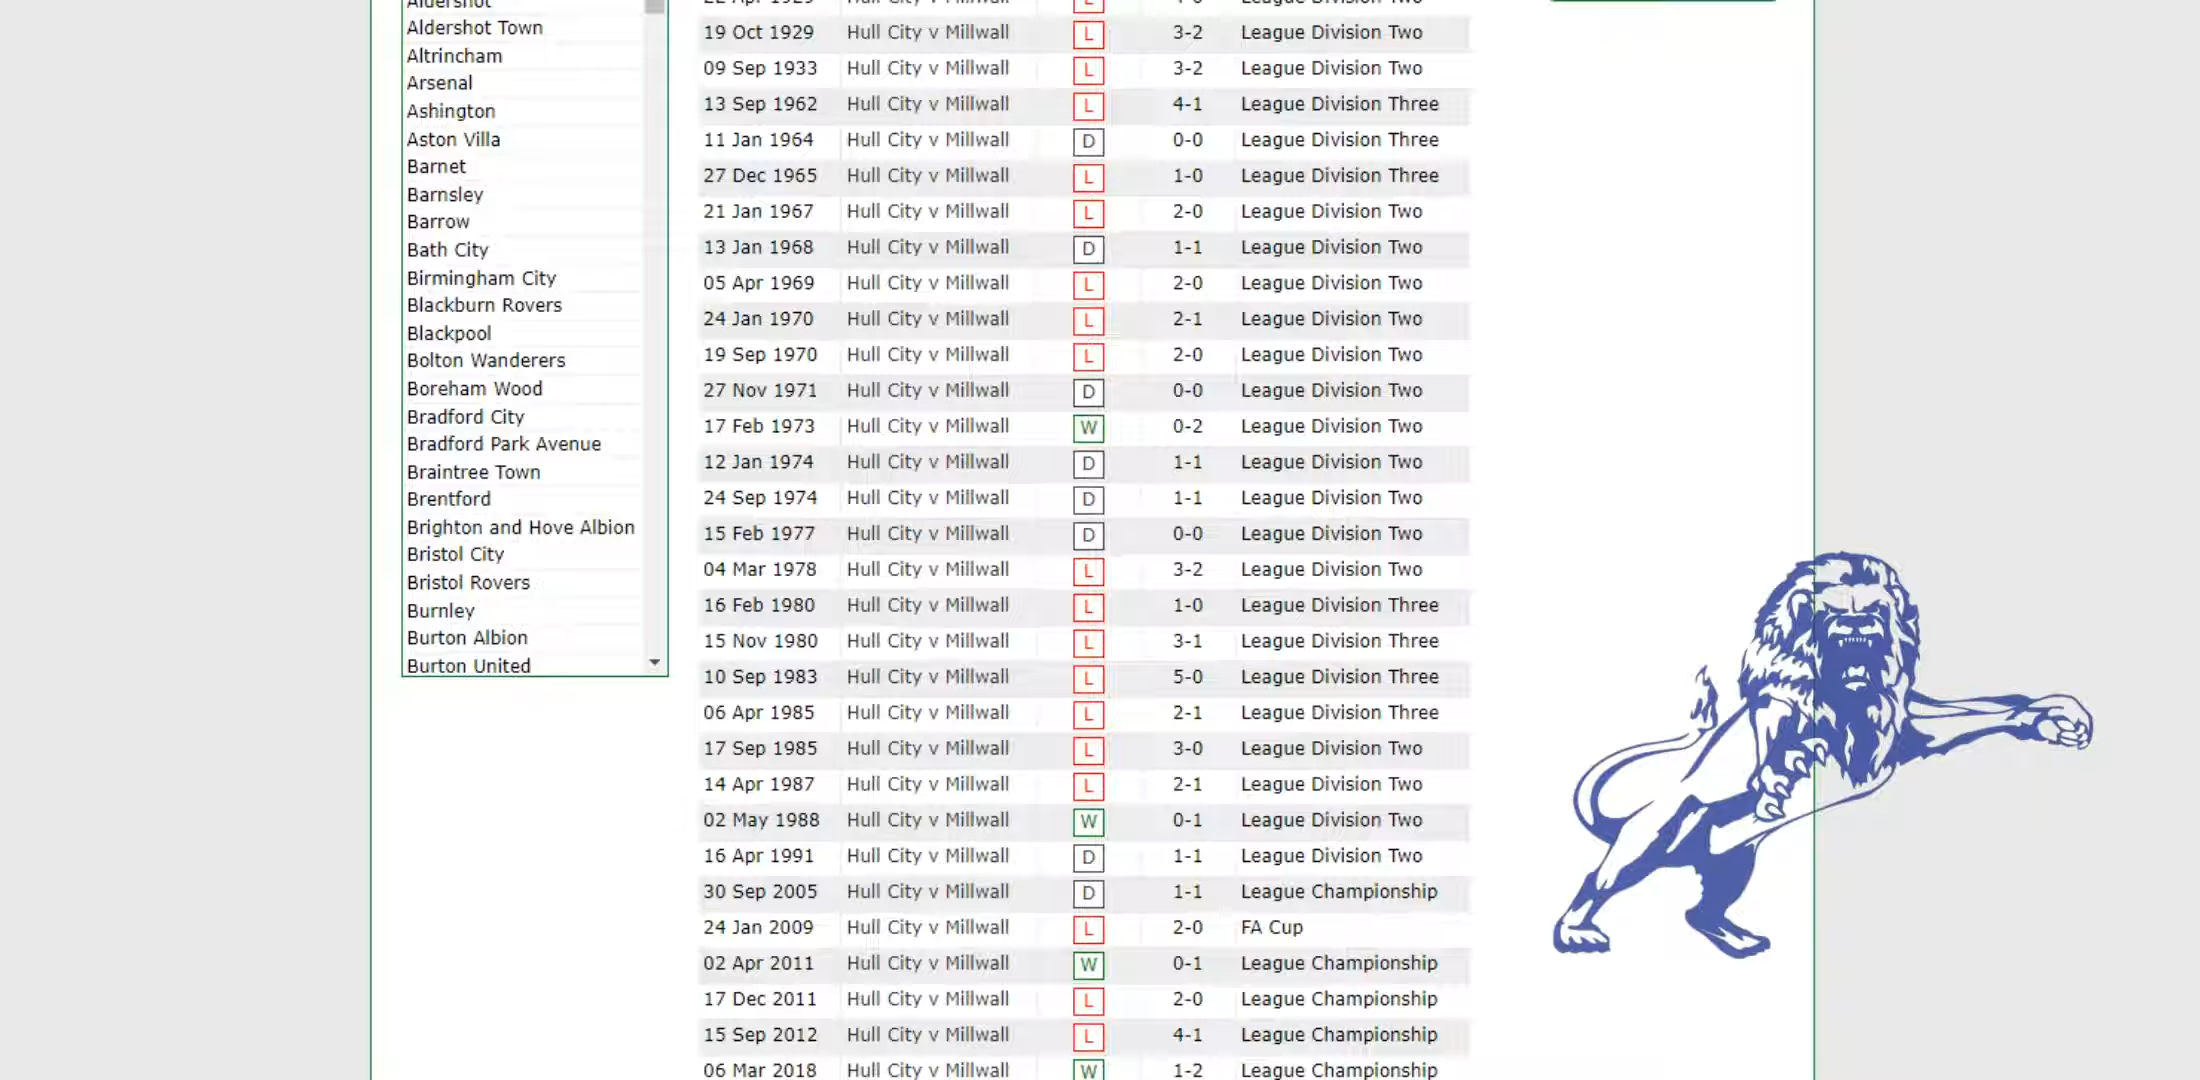 Aldershot
Aldershot Town
Altrincham
Arsenal
Ashington
Aston Villa
Barnet
Barnsley
Barrow
Bath City
Birmingham City
Blackburn Rovers
Blackpool
Bolton Wanderers
Boreham Wood
Bradford City
Bradford Park Avenue
Braintree Town
Brentford
Brighton and Hove Albion
Bristol City
Bristol Rovers
Burnley
Burton Albion
Burton United
19 Oct 1929 Hull City v Millwall L 3-2 League Division Two
09 Sep 1933 Hull City v Millwall L 3-2 League Division Two
13 Sep 1962 Hull City v Millwall L 4-1 League Division Three
11 Jan 1964 Hull City v Millwall D 0-0 League Division Three
27 Dec 1965 Hull City v Millwall L 1-0 League Division Three
21 Jan 1967 Hull City v Millwall L 2-0 League Division Two
13 Jan 1968 Hull City v Millwall D 1-1 League Division Two
05 Apr 1969 Hull City v Millwall L 2-0 League Division Two
24 Jan 1970 Hull City v Millwall L 2-1 League Division Two
19 Sep 1970 Hull City v Millwall L 2-0 League Division Two
27 Nov 1971 Hull City v Millwall D 0-0 League Division Two
17 Feb 1973 Hull City v Millwall W 0-2 League Division Two
12 Jan 1974 Hull City v Millwall D 1-1 League Division Two
24 Sep 1974 Hull City v Millwall D 1-1 League Division Two
15 Feb 1977 Hull City v Millwall D 0-0 League Division Two
04 Mar 1978 Hull City v Millwall L 3-2 League Division Two
16 Feb 1980 Hull City v Millwall L 1-0 League Division Three
15 Nov 1980 Hull City v Millwall L 3-1 League Division Three
10 Sep 1983 Hull City v Millwall L 5-0 League Division Three
06 Apr 1985 Hull City v Millwall L 2-1 League Division Three
17 Sep 1985 Hull City v Millwall L 3-0 League Division Two
14 Apr 1987 Hull City v Millwall L 2-1 League Division Two
02 May 1988 Hull City v Millwall W 0-1 League Division Two
16 Apr 1991 Hull City v Millwall D 1-1 League Division Two
30 Sep 2005 Hull City v Millwall D 1-1 League Championship
24 Jan 2009 Hull City v Millwall L 2-0 FA Cup
02 Apr 2011 Hull City v Millwall W 0-1 League Championship
17 Dec 2011 Hull City v Millwall L 2-0 League Championship
15 Sep 2012 Hull City v Millwall L 4-1 League Championship
06 Mar 2018 Hull City v Millwall W 1-2 League Championship